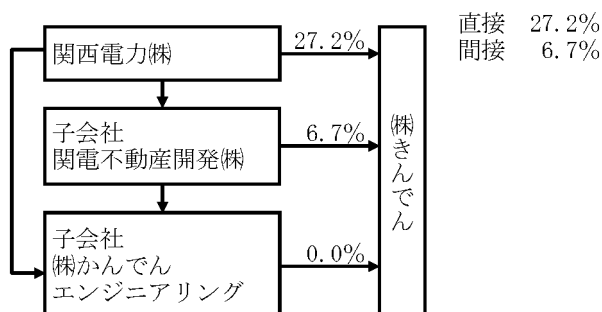 関西電力㈱
27.2%
直接 27.2%
間接 6.7%
子会社
関電不動産開発㈱
6.7%
㈱きんでん
子会社
㈱かんでん
エンジニアリング
0.0%